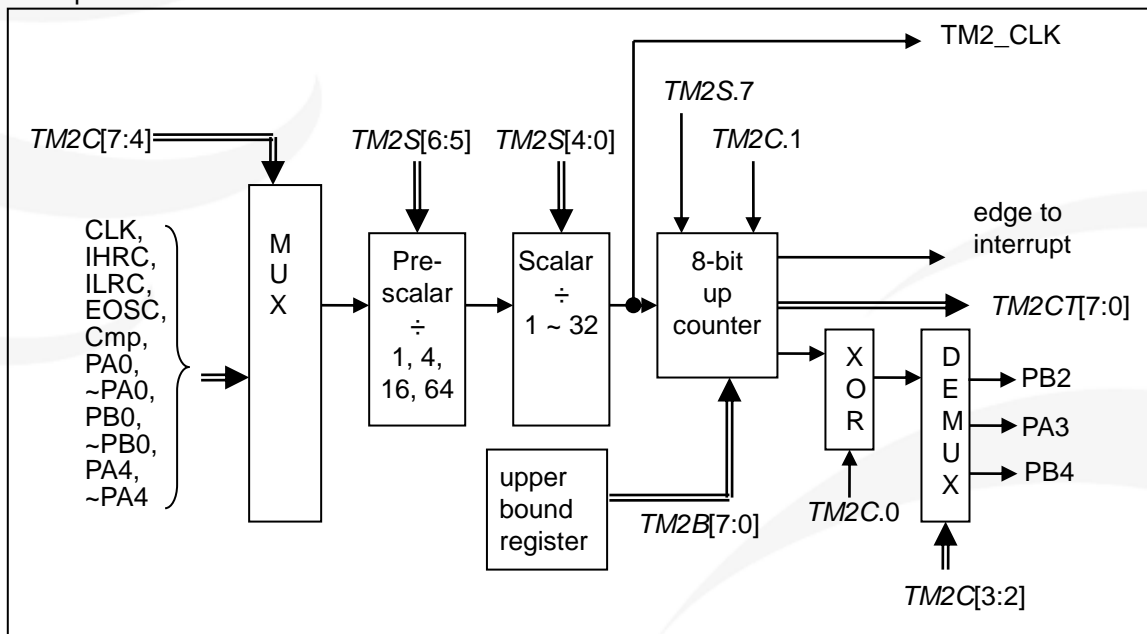 TM2_CLK
TM2S.7
TM2C[7:4]
TM2S[6:5]
TM2S[4:0]
TM2C.1
CLK,
IHRC,
ILRC,
EOSC,
Cmp,
PA0,
~PA0,
PB0,
~PB0,
PA4,
~PA4
M
U
X
Pre-
scalar
÷
1, 4,
16, 64
Scalar
÷
1 ~ 32
8-bit
up
counter
edge to
interrupt
TM2CT[7:0]
X
O
R
D
E
M
U
X
PB2
PA3
PB4
upper
bound
register
TM2B[7:0]
TM2C.0
TM2C[3:2]